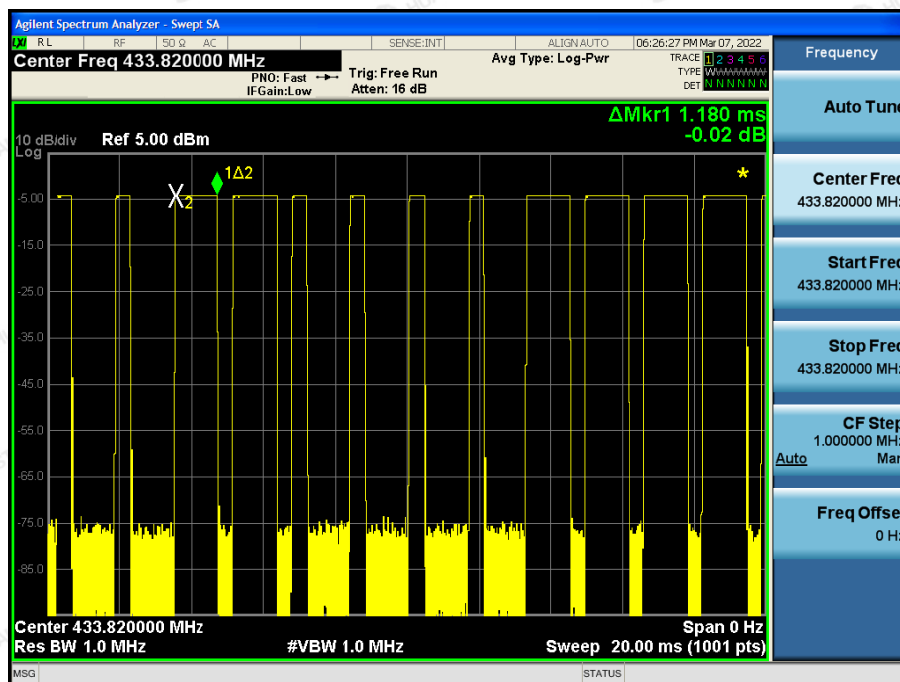 Agilent Spectrum Analyzer - Swept SA
LXI RL RF 50 Ω AC SENSE:INT ALIGN AUTO 06:26:27 PM Mar 07, 2022
Center Freq 433.820000 MHz
Avg Type: Log-Pwr
TRACE 1 2 3 4 5 6
PNO: Fast Trig: Free Run
TYPE W
IFGain:Low Atten: 16 dB
DET N N N N N N
ΔMkr1 1.180 ms
-0.02 dB
10 dB/div Ref 5.00 dBm
Log
1Δ2
*
X2
-5.00
-15.0
-25.0
-35.0
-45.0
-55.0
-65.0
-75.0
-85.0
Center 433.820000 MHz Span 0 Hz
Res BW 1.0 MHz #VBW 1.0 MHz Sweep 20.00 ms (1001 pts)
MSG STATUS
Frequency
Auto Tune
Center Freq
433.820000 MHz
Start Freq
433.820000 MHz
Stop Freq
433.820000 MHz
CF Step
1.000000 MHz
Auto Man
Freq Offset
0 Hz